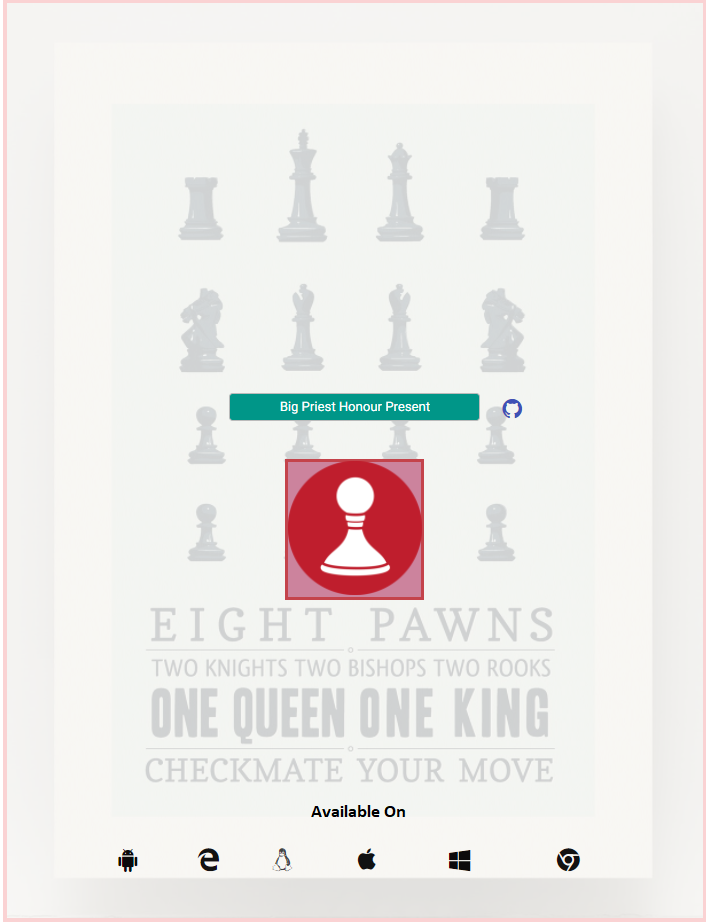 Big Priest Honour Present
EIGHT PAWNS
TWO KNIGHTS TWO BISHOPS TWO ROOKS
ONE QUEEN ONE KING
CHECKMATE YOUR MOVE
Available On